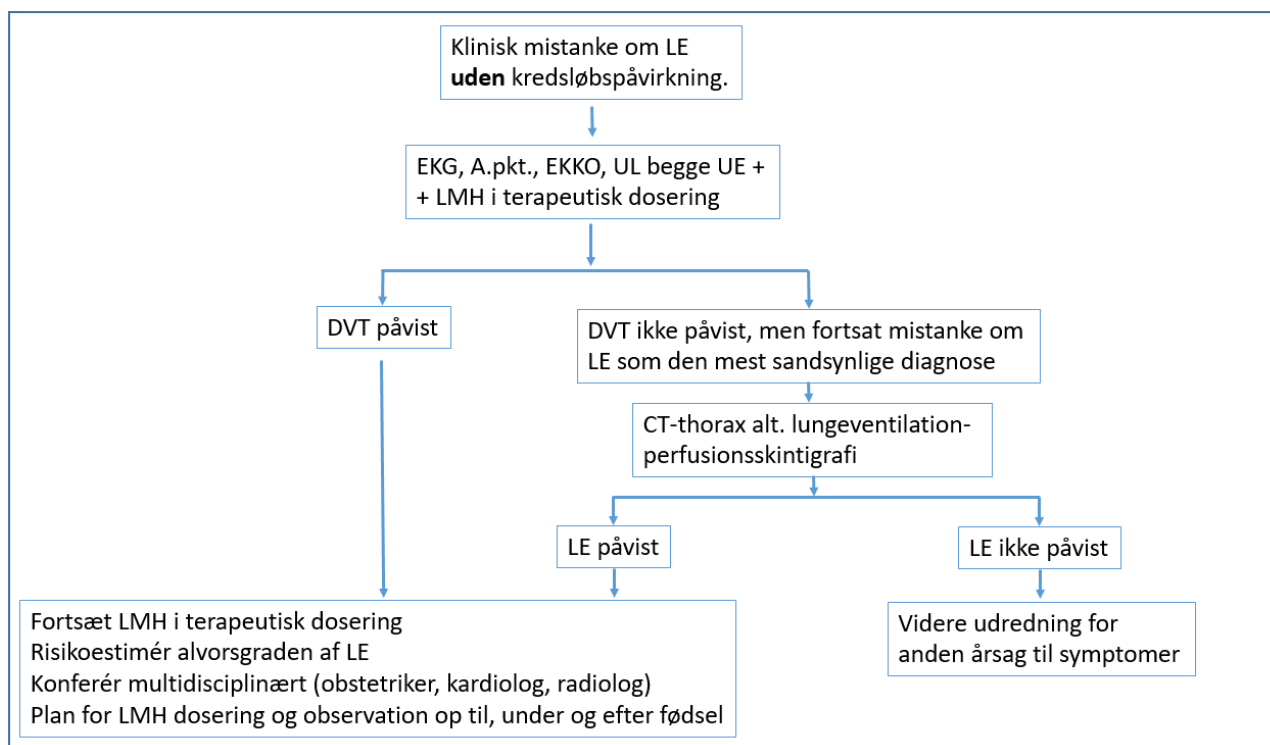 Klinisk mistanke om LE
uden kredsløbspåvirkning.
EKG, A.pkt., EKKO, UL begge UE +
+ LMH i terapeutisk dosering
DVT påvist
DVT ikke påvist, men fortsat mistanke om
LE som den mest sandsynlige diagnose
CT-thorax alt. lungeventilation-
perfusionsskintigrafi
LE påvist
LE ikke påvist
Fortsæt LMH i terapeutisk dosering
Risikoestimér alvorsgraden af LE
Konferér multidisciplinært (obstetriker, kardiolog, radiolog)
Plan for LMH dosering og observation op til, under og efter fødsel
Videre udredning for
anden årsag til symptomer